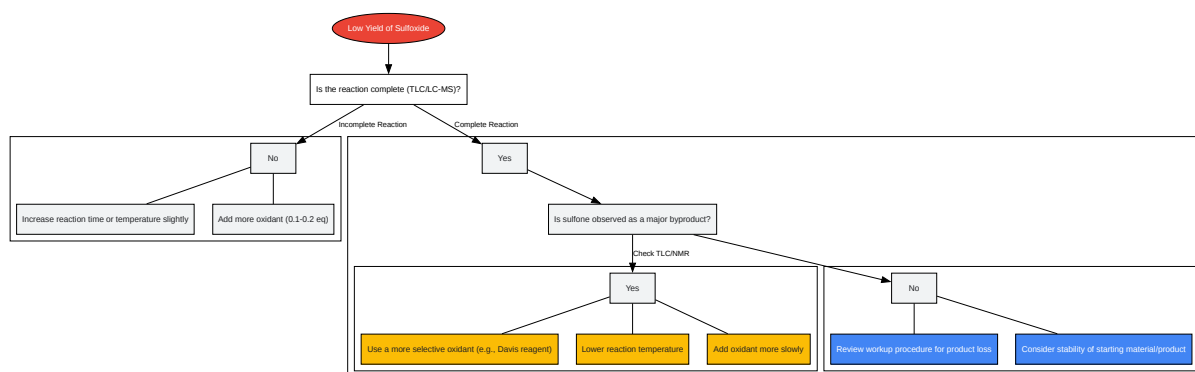 Low Yield of Sulfoxide
Is the reaction complete (TLC/LC-MS)?
Incomplete Reaction
Complete Reaction
No
Yes
Increase reaction time or temperature slightly
Add more oxidant (0.1-0.2 eq)
Is sulfone observed as a major byproduct?
Check TLC/NMR
Yes
No
Use a more selective oxidant (e.g., Davis reagent)
Lower reaction temperature
Add oxidant more slowly
Review workup procedure for product loss
Consider stability of starting material/product